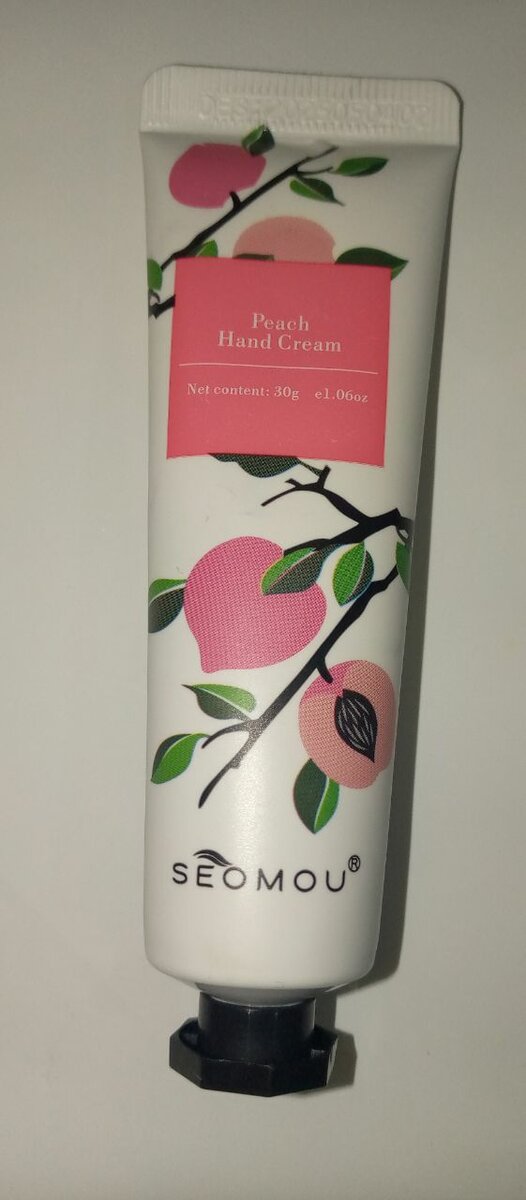 Peach
Hand Cream
Net content: 30g e1.06oz
SEOMOU®